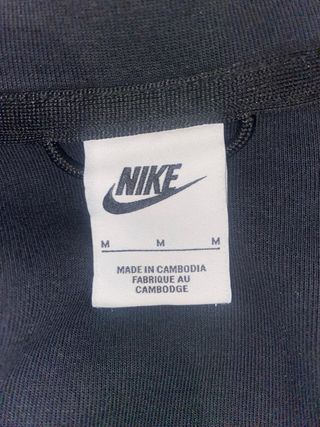 NIKE
M M M
MADE IN CAMBODIA
FABRIQUE AU
CAMBODGE